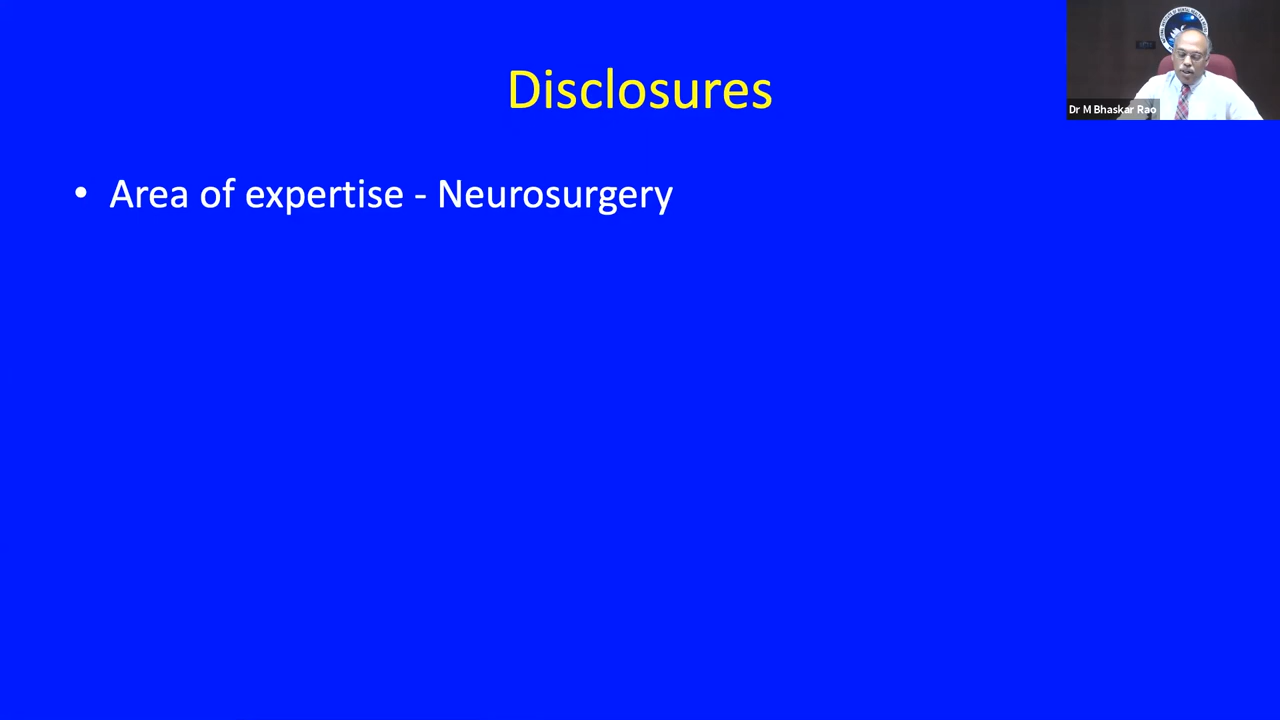 Disclosures
• Area of expertise - Neurosurgery
Dr M Bhaskar Rao